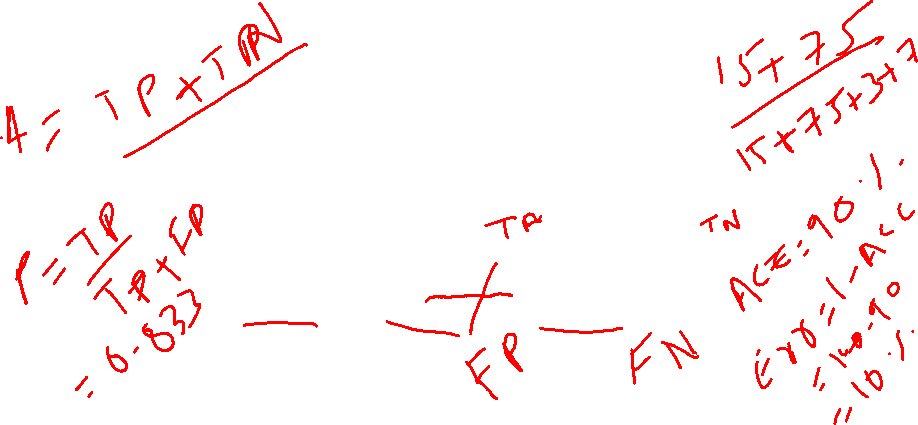 A = TP + TN
15 + 75
15 + 75 + 3 + 7
P = TP
TP + FP
= 0.833
TP
TN
FP
FN
ACC = 90 %.
Err = 1 - ACC
= 100 - 90
= 10 %.